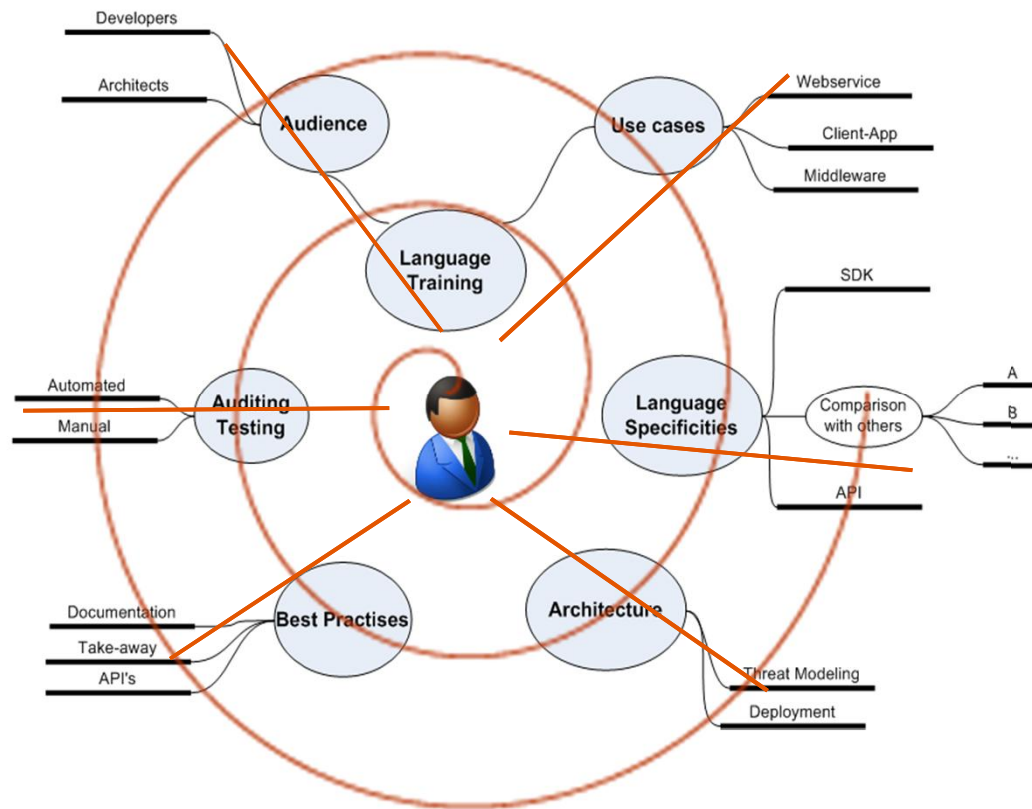 Developers
Architects
Audience
Use cases
Webservice
Client-App
Middleware
Language
Training
SDK
Language
Specificities
Comparison
with others
A
B
...
API
Automated
Manual
Auditing
Testing
Documentation
Take-away
API's
Best Practises
Architecture
Threat Modeling
Deployment